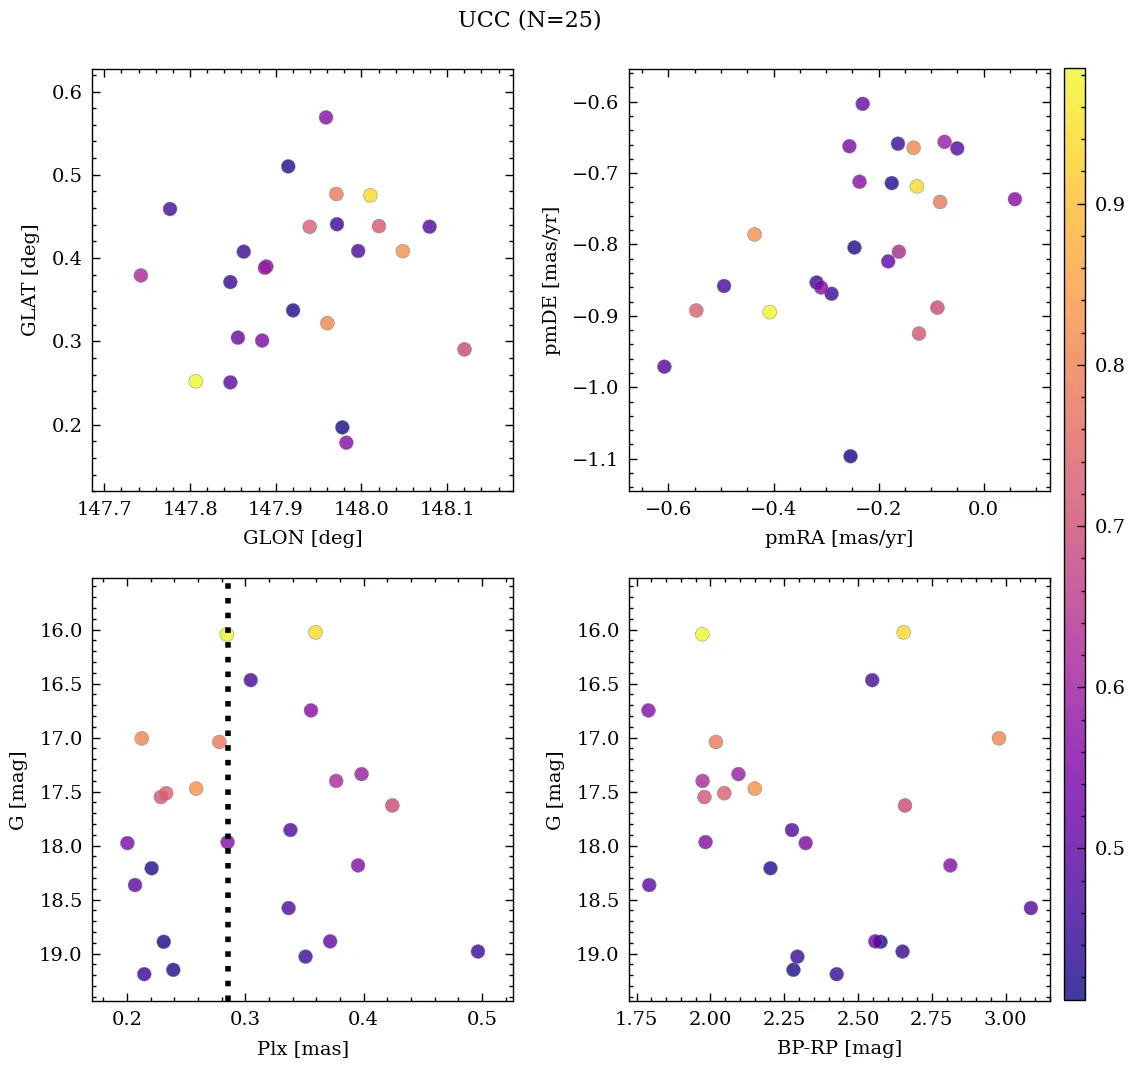 UCC (N=25)
0.6
0.5
0.4
0.3
0.2
GLAT [deg]
147.7 147.8 147.9 148.0 148.1
GLON [deg]
−0.6
−0.7
−0.8
−0.9
−1.0
−1.1
pmDE [mas/yr]
−0.6 −0.4 −0.2 0.0
pmRA [mas/yr]
16.0
16.5
17.0
17.5
18.0
18.5
19.0
G [mag]
0.2 0.3 0.4 0.5
Plx [mas]
16.0
16.5
17.0
17.5
18.0
18.5
19.0
G [mag]
1.75 2.00 2.25 2.50 2.75 3.00
BP-RP [mag]
0.9
0.8
0.7
0.6
0.5